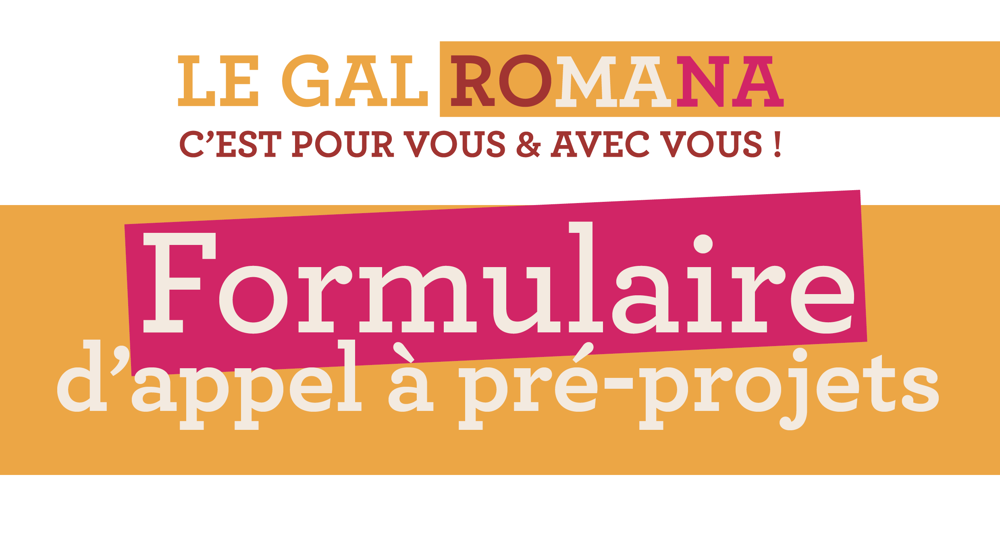 LE GAL ROMANA
C’EST POUR VOUS & AVEC VOUS !
Formulaire
d’appel à pré-projets